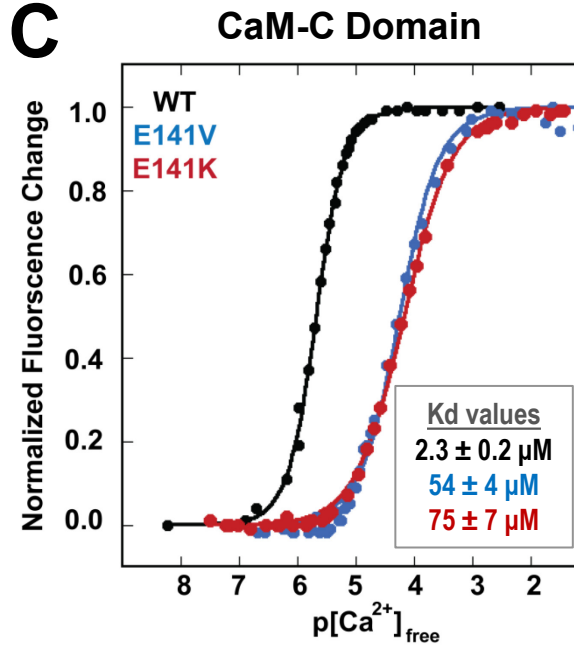 C
CaM-C Domain
WT
E141V
E141K
Normalized Fluorscence Change
1.0
0.8
0.6
0.4
0.2
0.0
Kd values
2.3 ± 0.2 µM
54 ± 4 µM
75 ± 7 µM
8 7 6 5 4 3 2
p[Ca²⁺]free